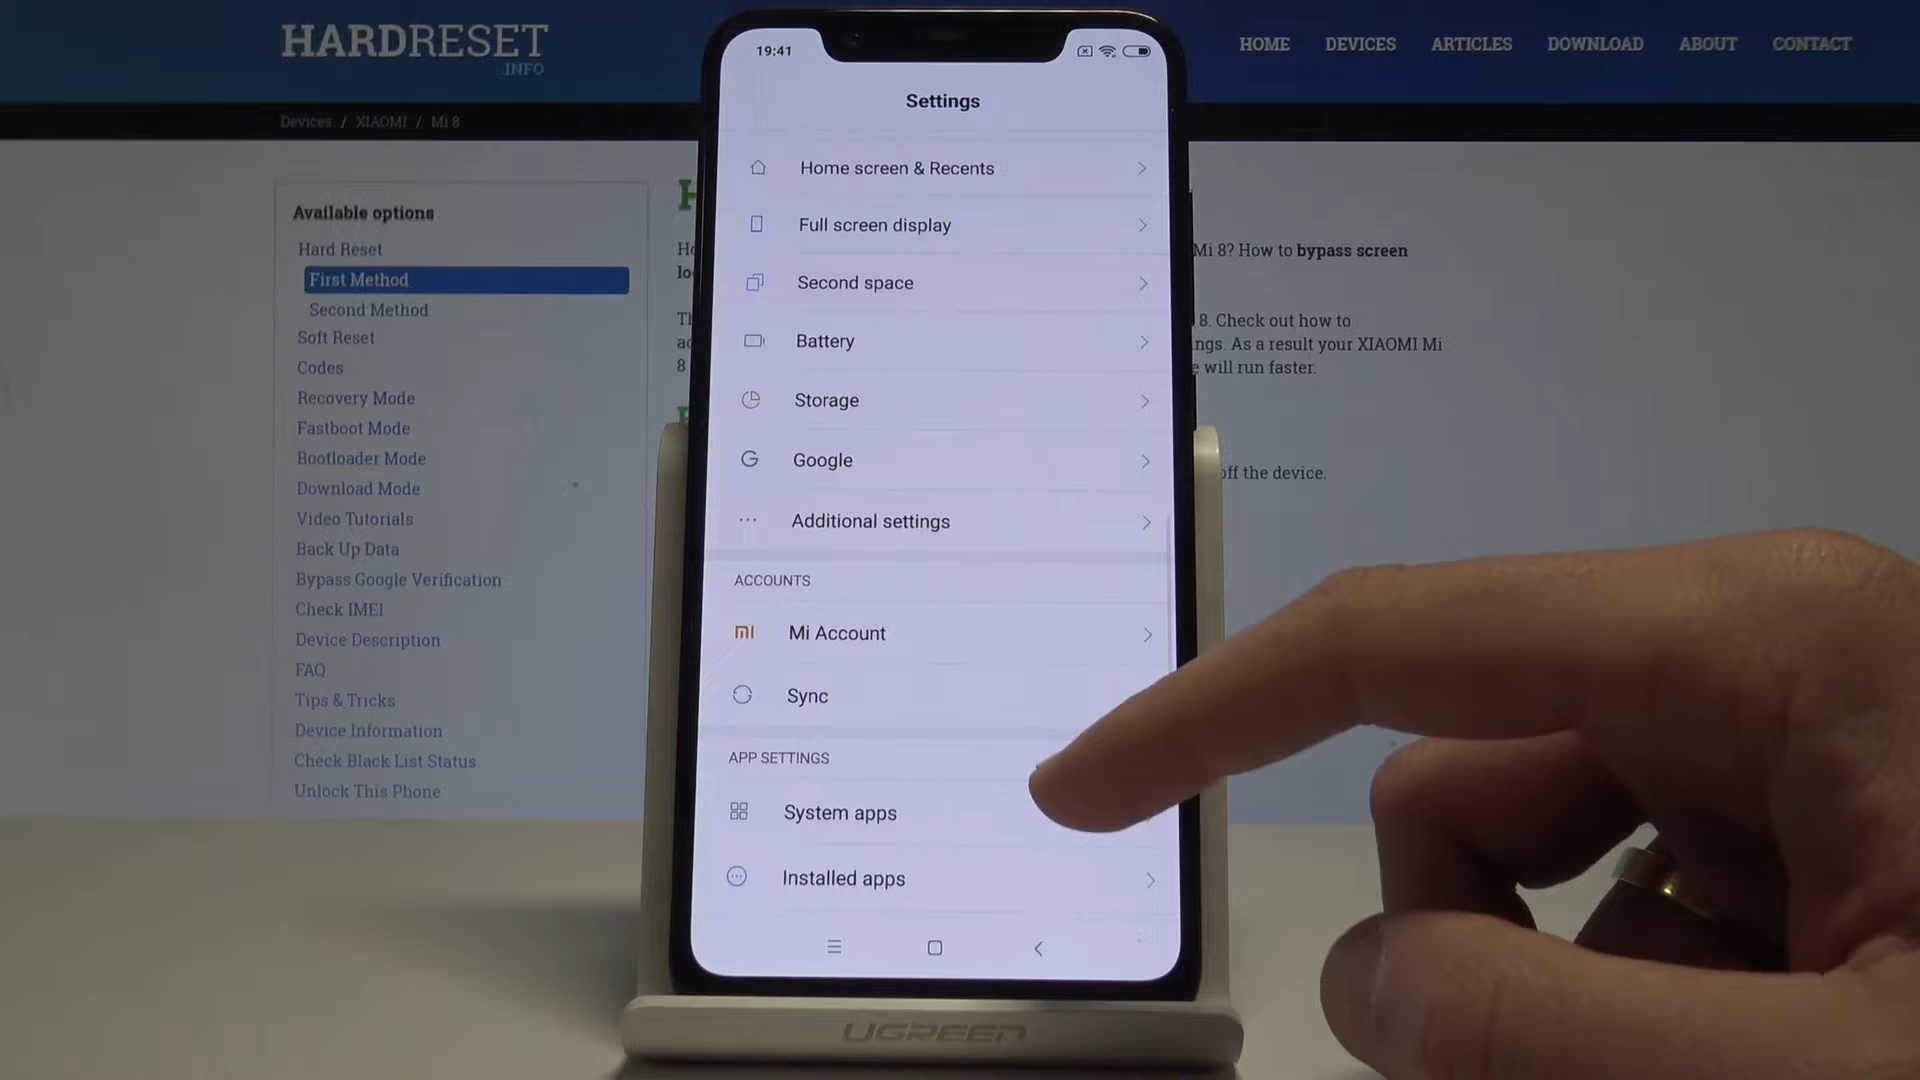 HARDRESET
.INFO
HOME DEVICES ARTICLES DOWNLOAD ABOUT CONTACT
Devices / XIAOMI / Mi 8
Available options
Hard Reset
First Method
Second Method
Soft Reset
Codes
Recovery Mode
Fastboot Mode
Bootloader Mode
Download Mode
Video Tutorials
Back Up Data
Bypass Google Verification
Check IMEI
Device Description
FAQ
Tips & Tricks
Device Information
Check Black List Status
Unlock This Phone
19:41
Settings
Home screen & Recents
Full screen display
Second space
Battery
Storage
Google
Additional settings
ACCOUNTS
Mi Account
Sync
APP SETTINGS
System apps
Installed apps
Mi 8? How to bypass screen
8. Check out how to
ngs. As a result your XIAOMI Mi
8 will run faster.
off the device.
UGREEN